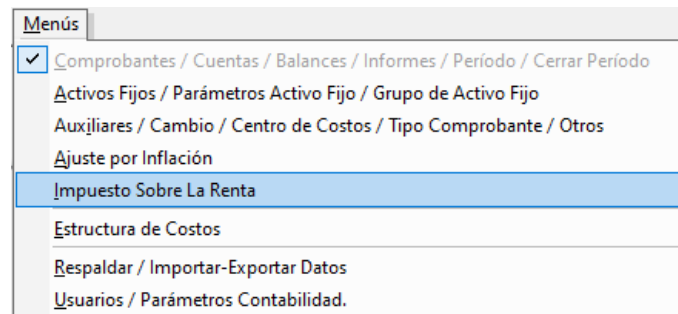 Menús
Comprobantes / Cuentas / Balances / Informes / Período / Cerrar Período
Activos Fijos / Parámetros Activo Fijo / Grupo de Activo Fijo
Auxiliares / Cambio / Centro de Costos / Tipo Comprobante / Otros
Ajuste por Inflación
Impuesto Sobre La Renta
Estructura de Costos
Respaldar / Importar-Exportar Datos
Usuarios / Parámetros Contabilidad.